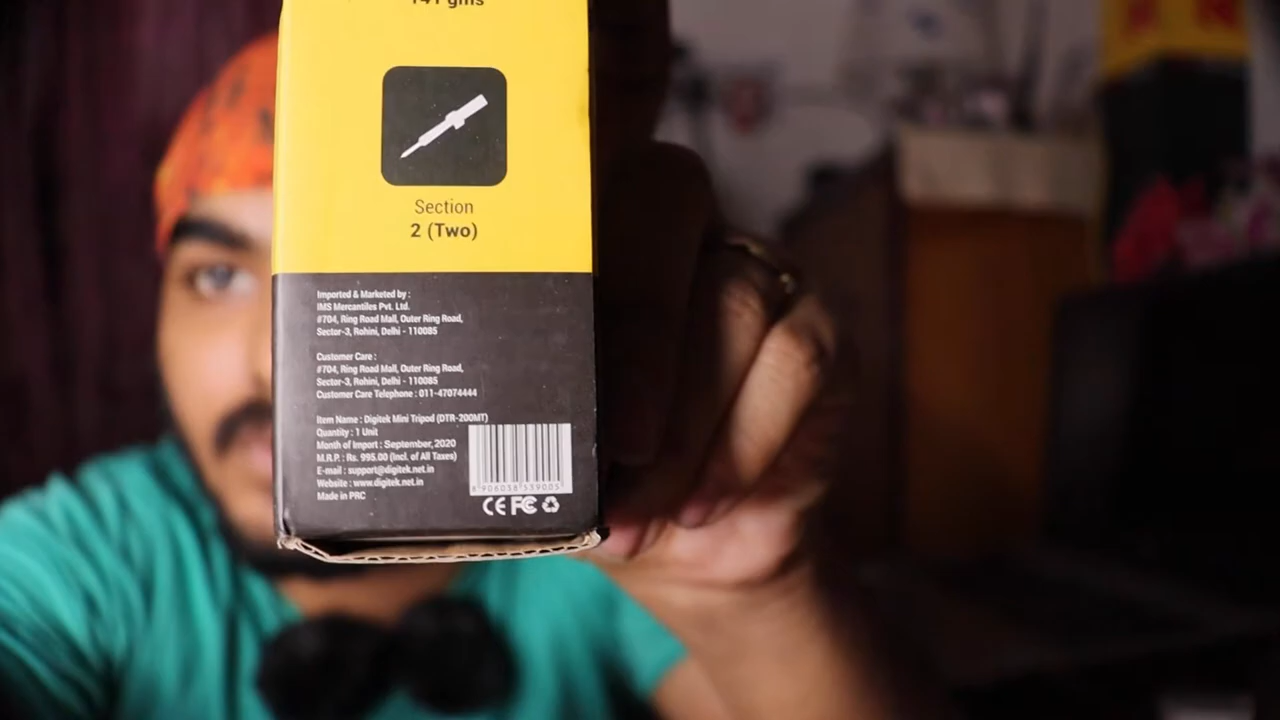 141 gms
Section
2 (Two)
Imported & Marketed by :
IMS Mercantiles Pvt. Ltd.
#704, Ring Road Mall, Outer Ring Road,
Sector-3, Rohini, Delhi - 110085
Customer Care :
#704, Ring Road Mall, Outer Ring Road,
Sector-3, Rohini, Delhi - 110085
Customer Care Telephone : 011-47074444
Item Name : Digitek Mini Tripod (DTR-200MT)
Quantity : 1 Unit
Month of Import : September, 2020
M.R.P. : Rs. 995.00 (Incl. of All Taxes)
E-mail : support@digitek.net.in
Website : www.digitek.net.in
Made in PRC
CE FC